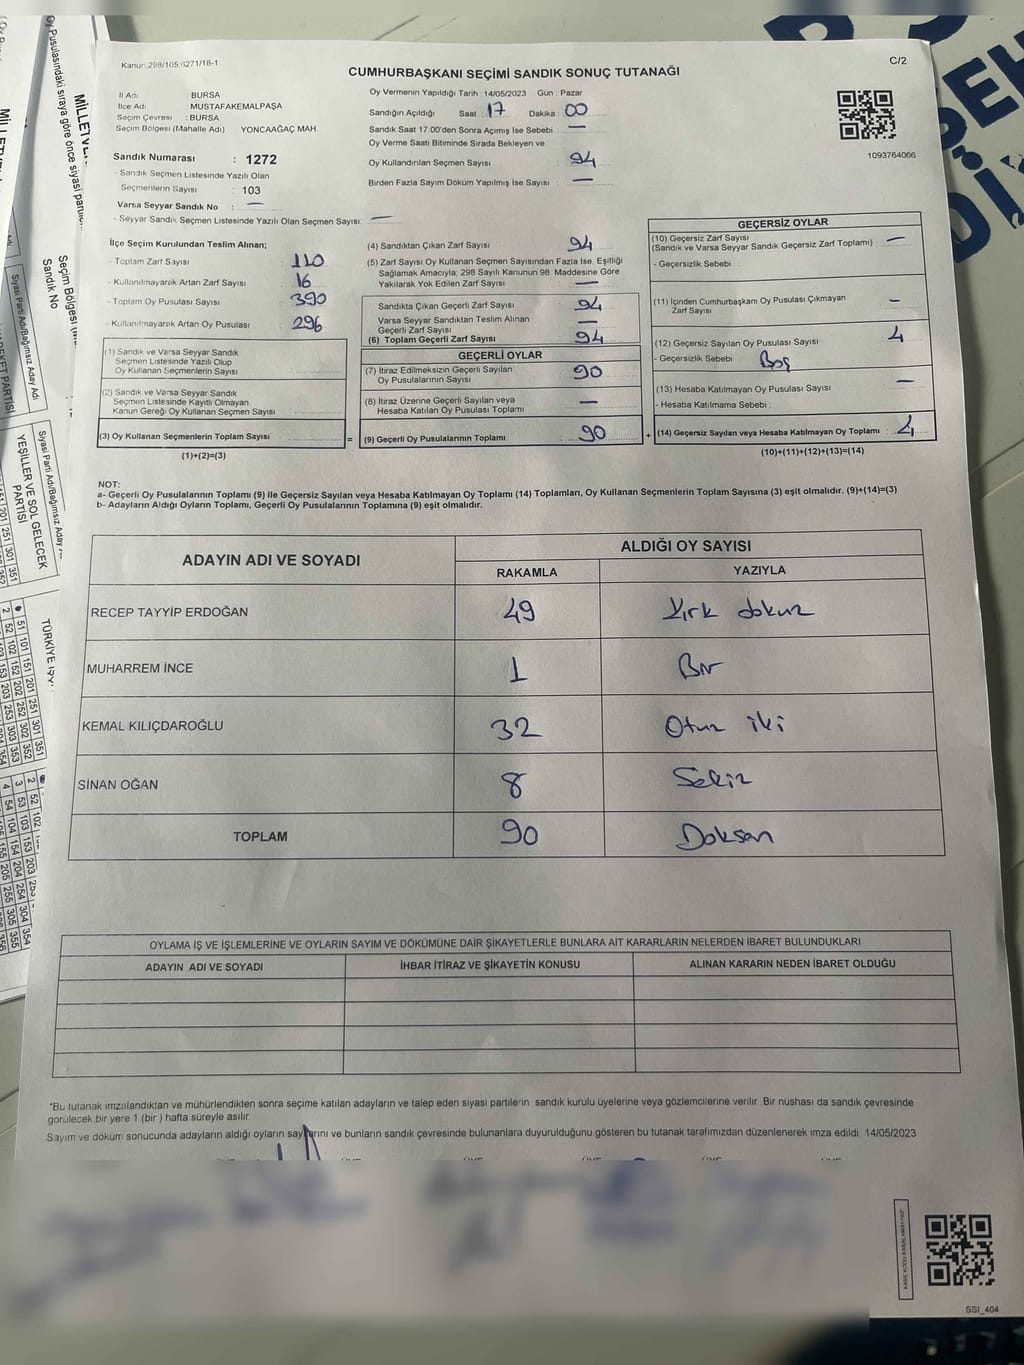 Kanun: 298/105;6271/18-1
CUMHURBAŞKANI SEÇİMİ SANDIK SONUÇ TUTANAĞI
C/2
İl Adı BURSA
İlçe Adı MUSTAFAKEMALPAŞA
Seçim Çevresi : BURSA
Seçim Bölgesi (Mahalle Adı) YONCAAĞAÇ MAH.
Sandık Numarası : 1272
- Sandık Seçmen Listesinde Yazılı Olan
Seçmenlerin Sayısı : 103
Varsa Seyyar Sandık No : —
- Seyyar Sandık Seçmen Listesinde Yazılı Olan Seçmen Sayısı: —
Oy Vermenin Yapıldığı Tarih : 14/05/2023 Gün : Pazar
Sandığın Açıldığı Saat : 17 Dakika : 00
Sandık Saat 17.00'den Sonra Açımış İse Sebebi : —
Oy Verme Saati Bitiminde Sırada Bekleyen ve
Oy Kullandırılan Seçmen Sayısı : 94
Birden Fazla Sayım Döküm Yapılmış İse Sayısı : —
1093764066
İlçe Seçim Kurulundan Teslim Alınan;
- Toplam Zarf Sayısı : 110
- Kullanılmayarak Artan Zarf Sayısı : 16
- Toplam Oy Pusulası Sayısı : 390
- Kullanılmayarak Artan Oy Pusulası : 296
(1) Sandık ve Varsa Seyyar Sandık
Seçmen Listesinde Yazılı Olup
Oy Kullanan Seçmenlerin Sayısı :
(2) Sandık ve Varsa Seyyar Sandık
Seçmen Listesinde Kayıtlı Olmayan
Kanun Gereği Oy Kullanan Seçmen Sayısı :
(3) Oy Kullanan Seçmenlerin Toplam Sayısı :
(1)+(2)=(3)
(4) Sandıktan Çıkan Zarf Sayısı : 94
(5) Zarf Sayısı Oy Kullanan Seçmen Sayısından Fazla İse, Eşitliği
Sağlamak Amacıyla, 298 Sayılı Kanunun 98. Maddesine Göre
Yakılarak Yok Edilen Zarf Sayısı : —
Sandıkta Çıkan Geçerli Zarf Sayısı : 94
Varsa Seyyar Sandıktan Teslim Alınan
Geçerli Zarf Sayısı : —
(6) Toplam Geçerli Zarf Sayısı : 94
GEÇERLİ OYLAR
(7) İtiraz Edilmeksizin Geçerli Sayılan
Oy Pusulalarının Sayısı : 90
(8) İtiraz Üzerine Geçerli Sayılan veya
Hesaba Katılan Oy Pusulası Toplamı : —
= (9) Geçerli Oy Pusulalarının Toplamı : 90
GEÇERSİZ OYLAR
(10) Geçersiz Zarf Sayısı
(Sandık ve Varsa Seyyar Sandık Geçersiz Zarf Toplamı) : —
- Geçersizlik Sebebi :
(11) İçinden Cumhurbaşkanı Oy Pusulası Çıkmayan
Zarf Sayısı : —
(12) Geçersiz Sayılan Oy Pusulası Sayısı : 4
- Geçersizlik Sebebi : Boş
(13) Hesaba Katılmayan Oy Pusulası Sayısı : —
- Hesaba Katılmama Sebebi :
+ (14) Geçersiz Sayılan veya Hesaba Katılmayan Oy Toplamı : 4
(10)+(11)+(12)+(13)=(14)
NOT:
a- Geçerli Oy Pusulalarının Toplamı (9) ile Geçersiz Sayılan veya Hesaba Katılmayan Oy Toplamı (14) Toplamları, Oy Kullanan Seçmenlerin Toplam Sayısına (3) eşit olmalıdır. (9)+(14)=(3)
b- Adayların Aldığı Oyların Toplamı, Geçerli Oy Pusulalarının Toplamına (9) eşit olmalıdır.
ADAYIN ADI VE SOYADI
ALDIĞI OY SAYISI
RAKAMLA YAZIYLA
RECEP TAYYİP ERDOĞAN 49 Kırk dokuz
MUHARREM İNCE 1 Bir
KEMAL KILIÇDAROĞLU 32 Otuz iki
SİNAN OĞAN 8 Sekiz
TOPLAM 90 Doksan
OYLAMA İŞ VE İŞLEMLERİNE VE OYLARIN SAYIM VE DÖKÜMÜNE DAİR ŞİKAYETLERLE BUNLARA AİT KARARLARIN NELERDEN İBARET BULUNDUKLARI
ADAYIN ADI VE SOYADI
İHBAR İTİRAZ VE ŞİKAYETİN KONUSU
ALINAN KARARIN NEDEN İBARET OLDUĞU
*Bu tutanak imzalandıktan ve mühürlendikten sonra seçime katılan adayların ve talep eden siyasi partilerin sandık kurulu üyelerine veya gözlemcilerine verilir. Bir nüshası da sandık çevresinde
görülecek bir yere 1 (bir ) hafta süreyle asılır.
Sayım ve döküm sonucunda adayların aldığı oyların sayılarını ve bunların sandık çevresinde bulunanlara duyurulduğunu gösteren bu tutanak tarafımızdan düzenlenerek imza edildi. 14/05/2023
SSI_404
Oy Pusulasındaki sıraya göre önce siyasi
Seçim Bölgesi
Sandık No
Siyasi Parti Adı/Bağımsız Aday Adı
YEŞİLLER VE SOL GELECEK
PARTİSİ